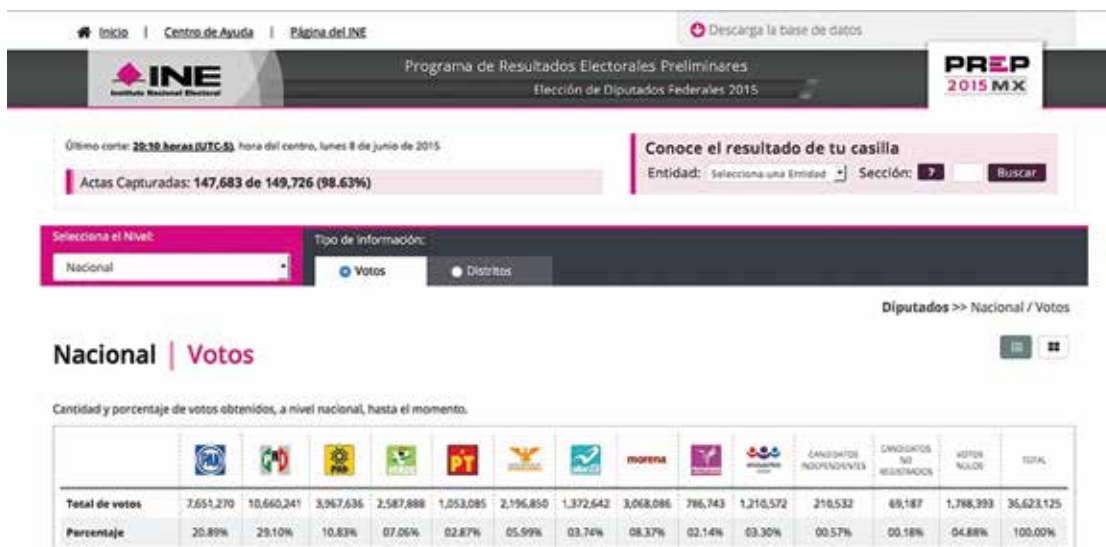 Inicio | Centro de Ayuda | Página del INE
Descarga la base de datos
INE
Instituto Nacional Electoral
Programa de Resultados Electorales Preliminares
Elección de Diputados Federales 2015
PREP
2015 MX
Último corte: 20:10 horas (UTC-5), hora del centro, lunes 8 de junio de 2015
Actas Capturadas: 147,683 de 149,726 (98.63%)
Conoce el resultado de tu casilla
Entidad: Selecciona una Entidad Sección: ? Buscar
Selecciona el Nivel:
Nacional
Tipo de información:
Votos Distritos
Diputados >> Nacional / Votos
Nacional | Votos
Cantidad y porcentaje de votos obtenidos, a nivel nacional, hasta el momento.
PAN PRI PRD VERDE PT morena CANDIDATOS INDEPENDIENTES CANDIDATOS NO REGISTRADOS VOTOS NULOS TOTAL
Total de votos 7,651,270 10,660,241 3,967,636 2,587,888 1,053,085 2,196,850 1,372,642 3,068,086 786,743 1,210,572 210,532 69,187 1,788,393 36,623,125
Porcentaje 20.89% 29.10% 10.83% 07.06% 02.87% 05.99% 03.74% 08.37% 02.14% 03.30% 00.57% 00.18% 04.88% 100.00%